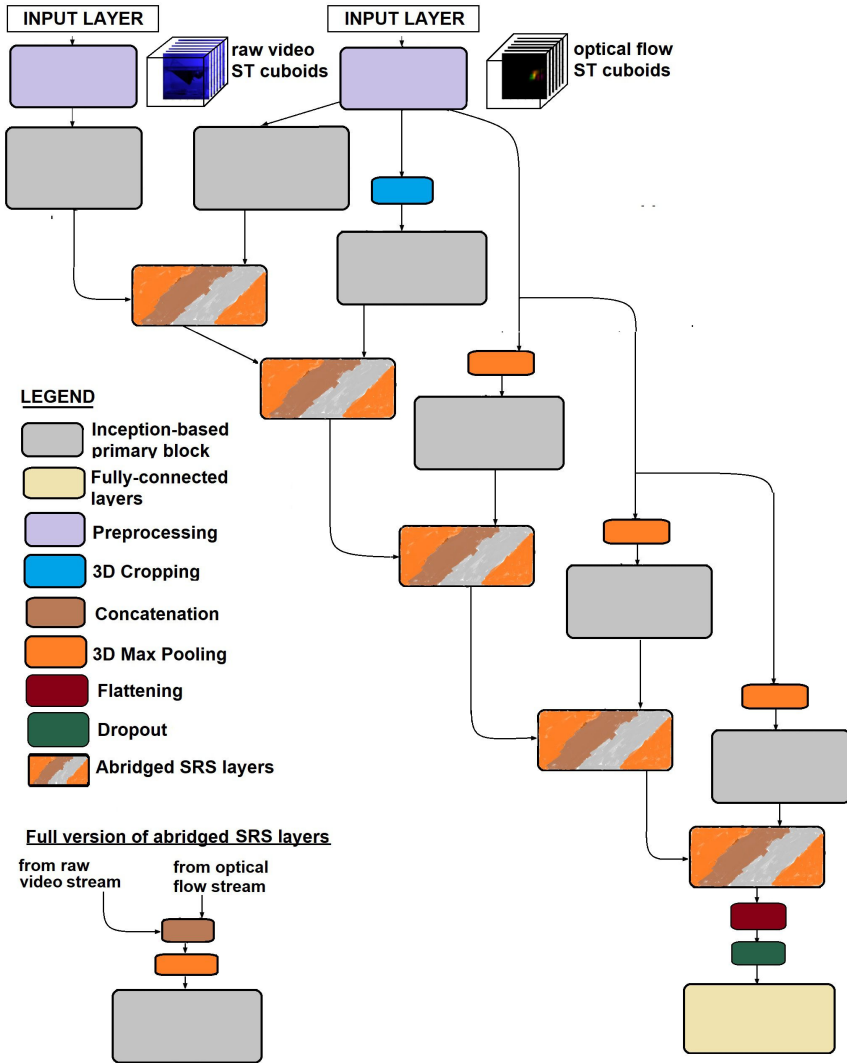 INPUT LAYER
INPUT LAYER
raw video
ST cuboids
optical flow
ST cuboids
LEGEND
Inception-based
primary block
Fully-connected
layers
Preprocessing
3D Cropping
Concatenation
3D Max Pooling
Flattening
Dropout
Abridged SRS layers
Full version of abridged SRS layers
from raw
video stream
from optical
flow stream